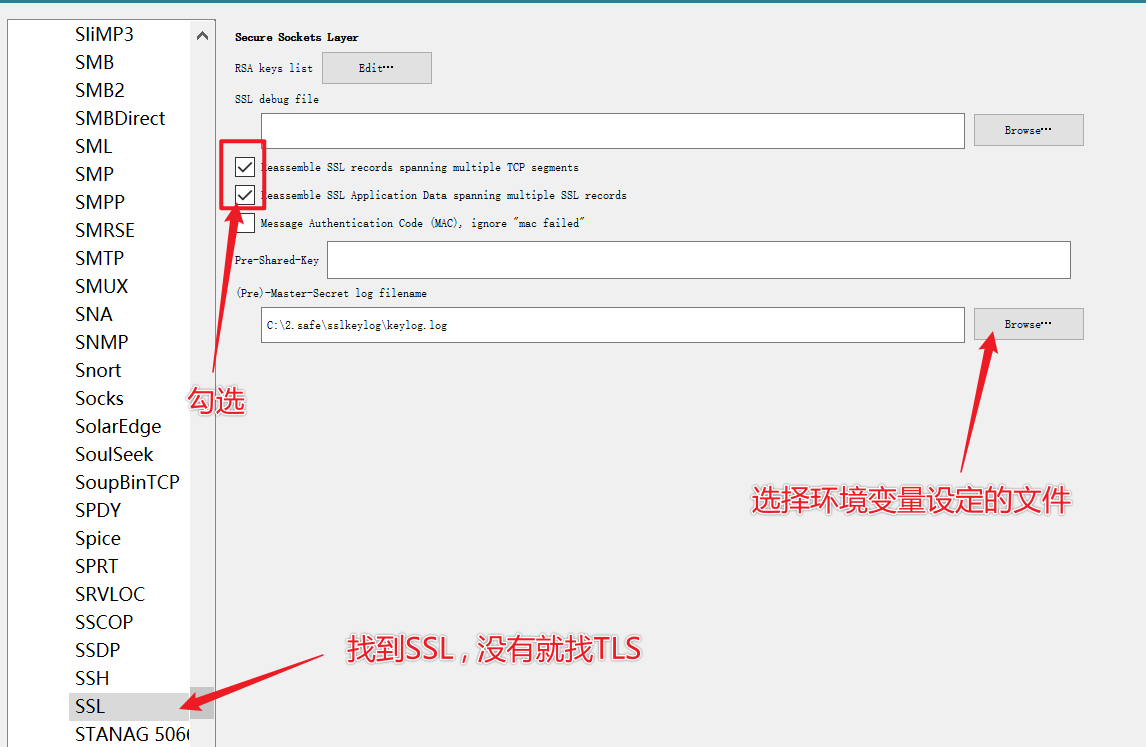 SliMP3
SMB
SMB2
SMBDirect
SML
SMP
SMPP
SMRSE
SMTP
SMUX
SNA
SNMP
Snort
Socks
SolarEdge
SoulSeek
SoupBinTCP
SPDY
Spice
SPRT
SRVLOC
SSCOP
SSDP
SSH
SSL
STANAG 506
Secure Sockets Layer
RSA keys list Edit…
SSL debug file
Browse…
eassemble SSL records spanning multiple TCP segments
eassemble SSL Application Data spanning multiple SSL records
Message Authentication Code (MAC), ignore "mac failed"
Pre-Shared-Key
(Pre)-Master-Secret log filename
C:\2.safe\sslkeylog\keylog.log Browse…
勾选
选择环境变量设定的文件
找到SSL，没有就找TLS